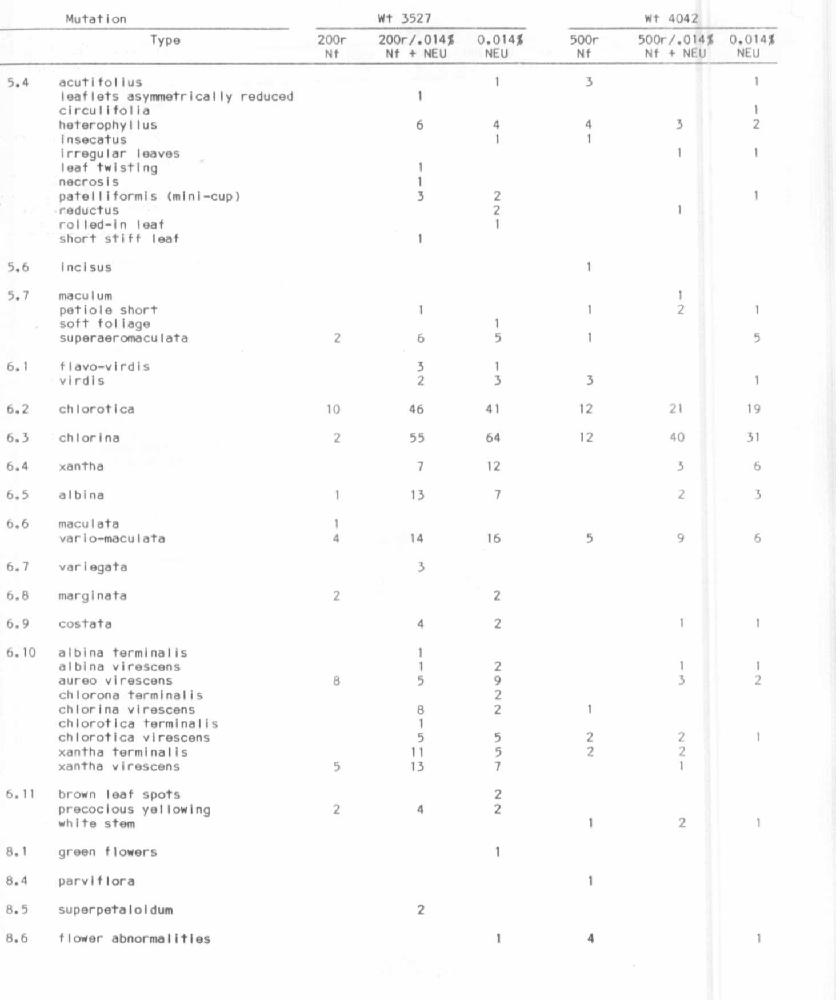 Mutation Wt 3527 Wt 4042
Type 200r 200r/.014% 0.014% 500r 500r/.014% 0.014%
Nf Nf + NEU NEU Nf Nf + NEU NEU
5.4 acutifolius 1 3 1
leaflets asymmetrically reduced 1
circulifolia 1
heterophyllus 6 4 4 3 2
insecatus 1 1
irregular leaves 1 1
leaf twisting 1
necrosis 1
patelliformis (mini-cup) 3 2 1
reductus 2 1
rolled-in leaf 1
short stiff leaf 1
5.6 incisus 1
5.7 maculum 1
petiole short 1 1 2 1
soft foliage 1
superaeromaculata 2 6 5 1 5
6.1 flavo-virdis 3 1
virdis 2 3 3 1
6.2 chlorotica 10 46 41 12 21 19
6.3 chlorina 2 55 64 12 40 31
6.4 xantha 7 12 3 6
6.5 albina 1 13 7 2 3
6.6 maculata 1
vario-maculata 4 14 16 5 9 6
6.7 variegata 3
6.8 marginata 2 2
6.9 costata 4 2 1 1
6.10 albina terminalis 1
albina virescens 1 2 1 1
aureo virescens 8 5 9 3 2
chlorona terminalis 2
chlorina virescens 8 2 1
chlorotica terminalis 1
chlorotica virescens 5 5 2 2 1
xantha terminalis 11 5 2 2
xantha virescens 5 13 7 1
6.11 brown leaf spots 2
precocious yellowing 2 4 2
white stem 1 2 1
8.1 green flowers 1
8.4 parviflora 1
8.5 superpetaloidum 2
8.6 flower abnormalities 1 4 1